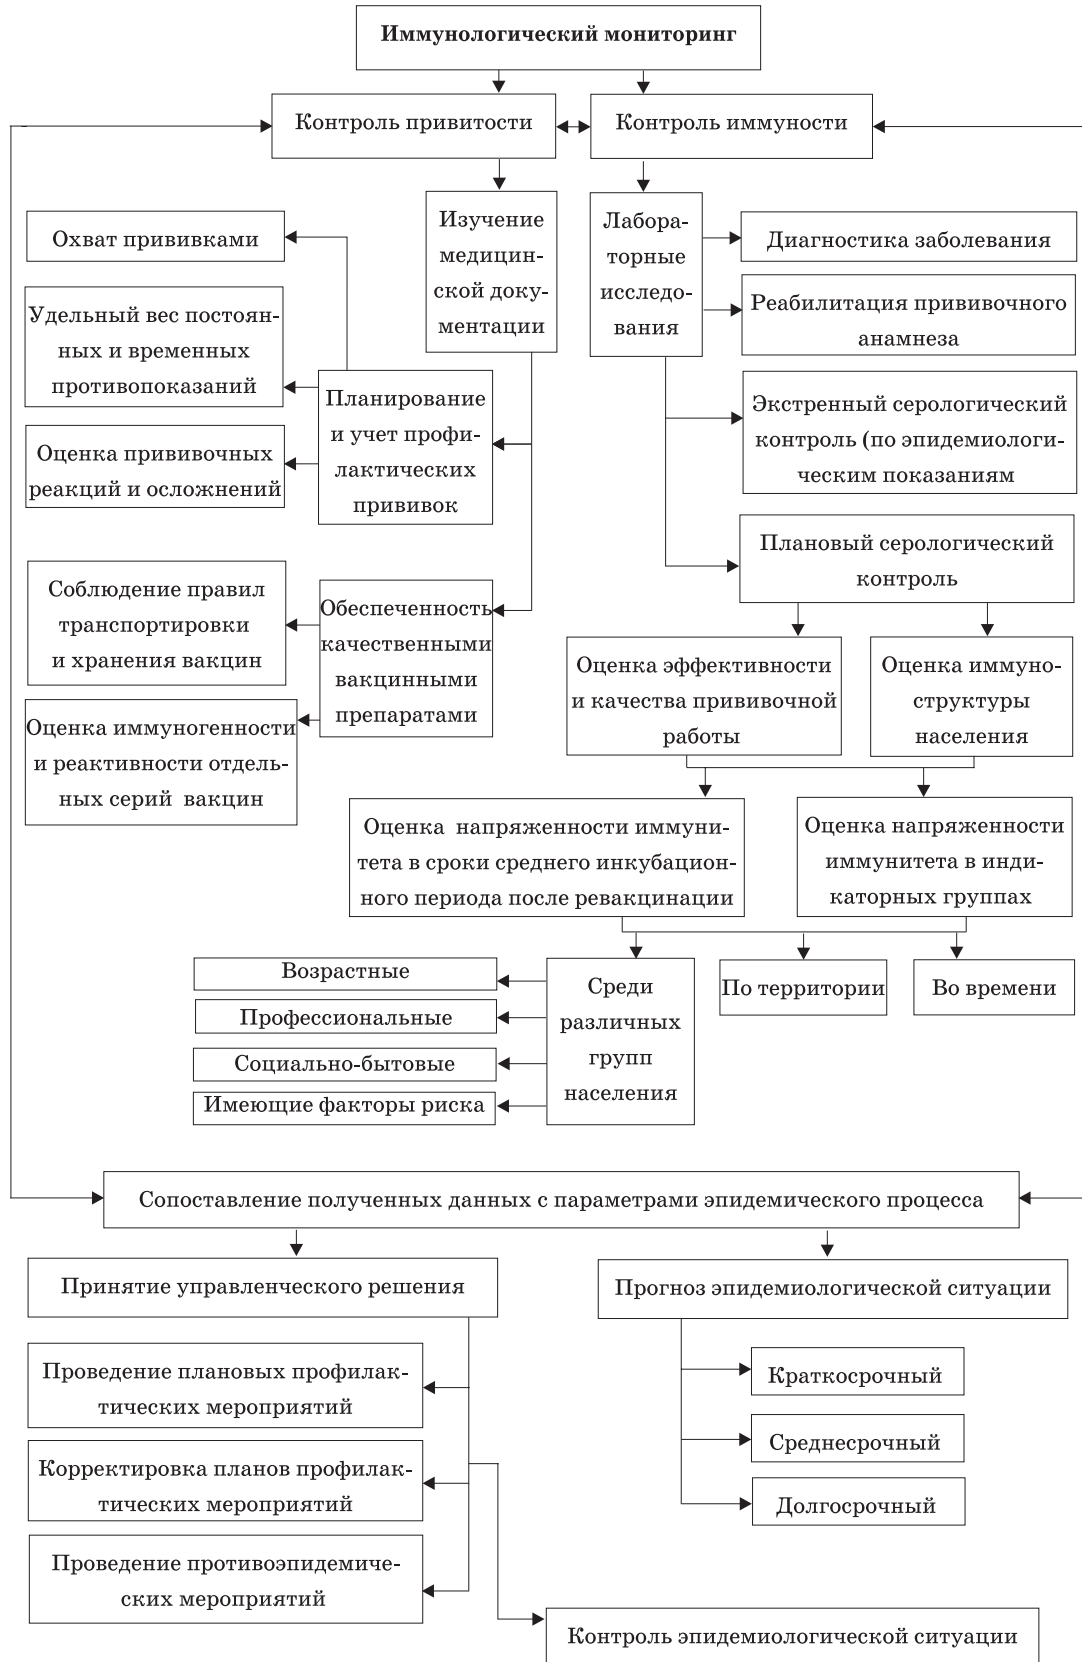 Иммунологический мониторинг
Контроль привитости
Контроль иммуности
Изучение
медицин-
ской доку-
ментации
Лабора-
торные
исследо-
вания
Охват прививками
Удельный вес постоян-
ных и временных
противопоказаний
Оценка прививочных
реакций и осложнений
Планирование
и учет профи-
лактических
прививок
Диагностика заболевания
Реабилитация прививочного
анамнеза
Экстренный серологический
контроль (по эпидемиологи-
ческим показаниям
Плановый серологический
контроль
Соблюдение правил
транспортировки
и хранения вакцин
Обеспеченность
качественными
вакцинными
препаратами
Оценка иммуногенности
и реактивности отдель-
ных серий вакцин
Оценка эффективности
и качества прививочной
работы
Оценка иммуно-
структуры
населения
Оценка напряженности иммуни-
тета в сроки среднего инкубацион-
ного периода после ревакцинации
Оценка напряженности
иммунитета в инди-
каторных группах
Возрастные
Профессиональные
Социально-бытовые
Имеющие факторы риска
Среди
различных
групп
населения
По территории
Во времени
Сопоставление полученных данных с параметрами эпидемического процесса
Принятие управленческого решения
Прогноз эпидемиологической ситуации
Проведение плановых профилак-
тических мероприятий
Корректировка планов профилак-
тических мероприятий
Проведение противоэпидемиче-
ских мероприятий
Краткосрочный
Среднесрочный
Долгосрочный
Контроль эпидемиологической ситуации